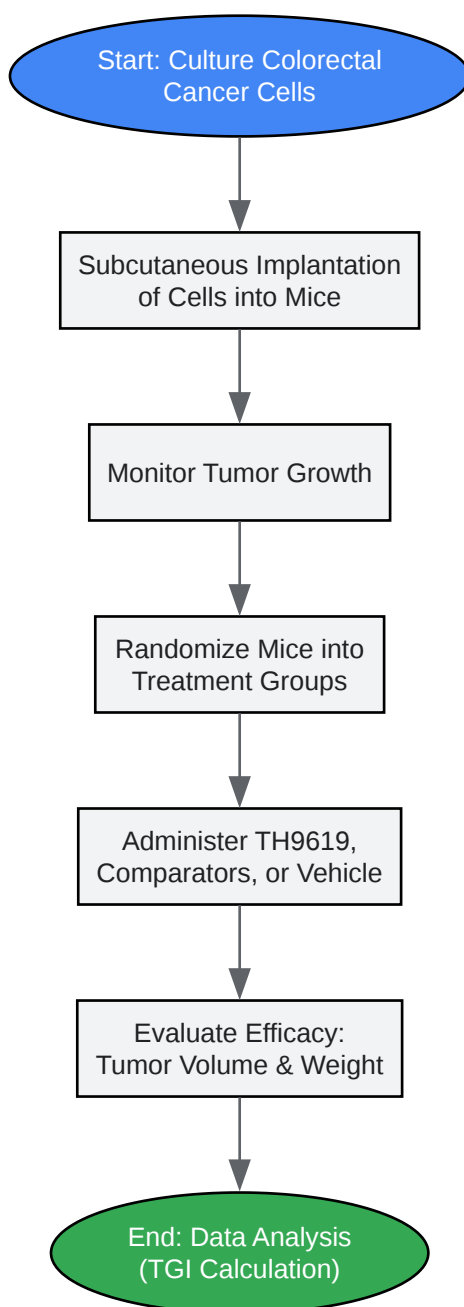 Start: Culture Colorectal
Cancer Cells
Subcutaneous Implantation
of Cells into Mice
Monitor Tumor Growth
Randomize Mice into
Treatment Groups
Administer TH9619,
Comparators, or Vehicle
Evaluate Efficacy:
Tumor Volume & Weight
End: Data Analysis
(TGI Calculation)